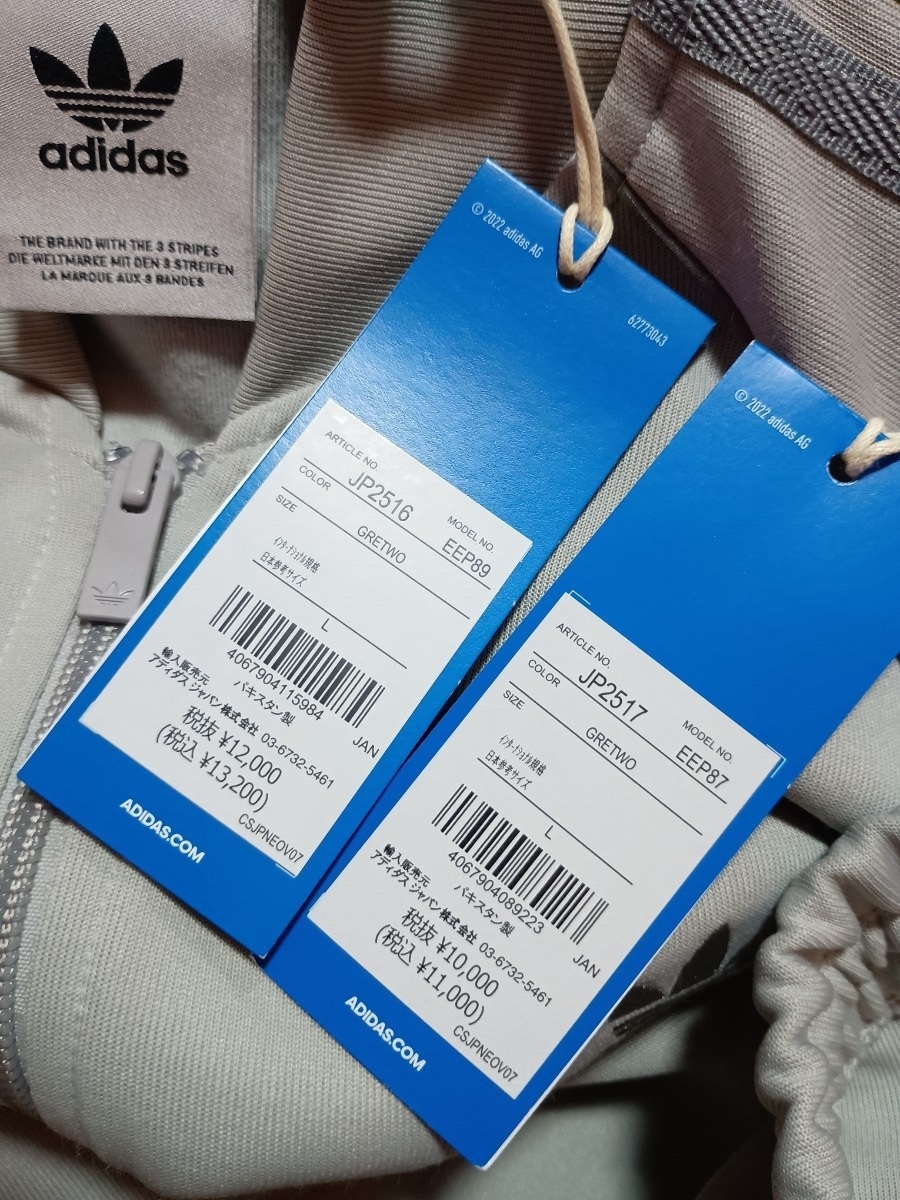 adidas
THE BRAND WITH THE 3 STRIPES
DIE WELTMARKE MIT DEN 3 STREIFEN
LA MARQUE AUX 3 BANDES
© 2022 adidas AG
62773043
ARTICLE NO
JP2516
MODEL NO.
EEP89
COLOR
GRETWO
SIZE
インターナショナル規格
日本参考サイズ
L
4067904115984
JAN
輸入販売元
パキスタン製
アディダス ジャパン株式会社 03-6732-5461
税抜 ¥12,000
(税込 ¥13,200)
CSJPNEOV07
ADIDAS.COM
© 2022 adidas AG
ARTICLE NO.
JP2517
MODEL NO.
EEP87
COLOR
GRETWO
SIZE
インターナショナル規格
日本参考サイズ
L
4067904089223
JAN
輸入販売元
パキスタン製
アディダス ジャパン株式会社 03-6732-5461
税抜 ¥10,000
(税込 ¥11,000)
CSJPNEOV07
ADIDAS.COM